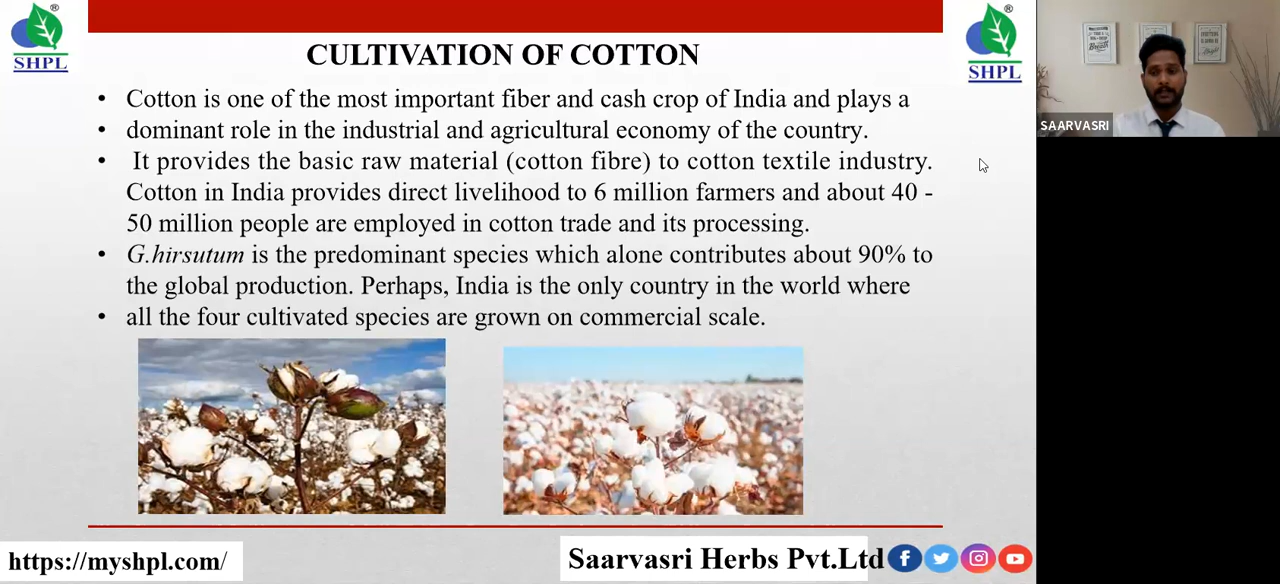 SHPL
®
CULTIVATION OF COTTON
SHPL
®
SAARVASRI
• Cotton is one of the most important fiber and cash crop of India and plays a
• dominant role in the industrial and agricultural economy of the country.
• It provides the basic raw material (cotton fibre) to cotton textile industry.
Cotton in India provides direct livelihood to 6 million farmers and about 40 -
50 million people are employed in cotton trade and its processing.
• G.hirsutum is the predominant species which alone contributes about 90% to
the global production. Perhaps, India is the only country in the world where
• all the four cultivated species are grown on commercial scale.
https://myshpl.com/
Saarvasri Herbs Pvt.Ltd